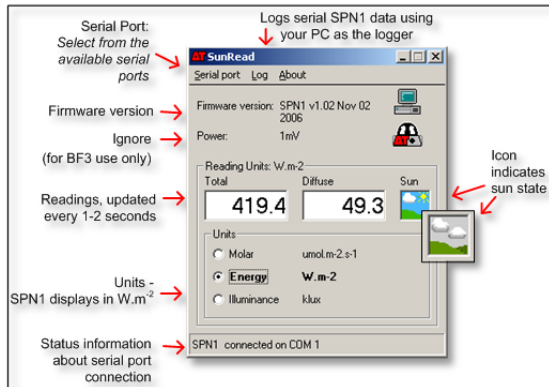 Serial Port:
Select from the
available serial
ports
Logs serial SPN1 data using
your PC as the logger
SunRead
Serial port Log About
Firmware version
Firmware version: SPN1 v1.02 Nov 02
2006
Ignore
(for BF3 use only)
Power: 1mV
Reading Units: W.m-2
Total Diffuse Sun
419.4 49.3
Readings, updated
every 1-2 seconds
Icon
indicates
sun state
Units
Molar umol.m-2.s-1
Energy W.m-2
Illuminance klux
Units -
SPN1 displays in W.m⁻²
Status information
about serial port
connection
SPN1 connected on COM 1